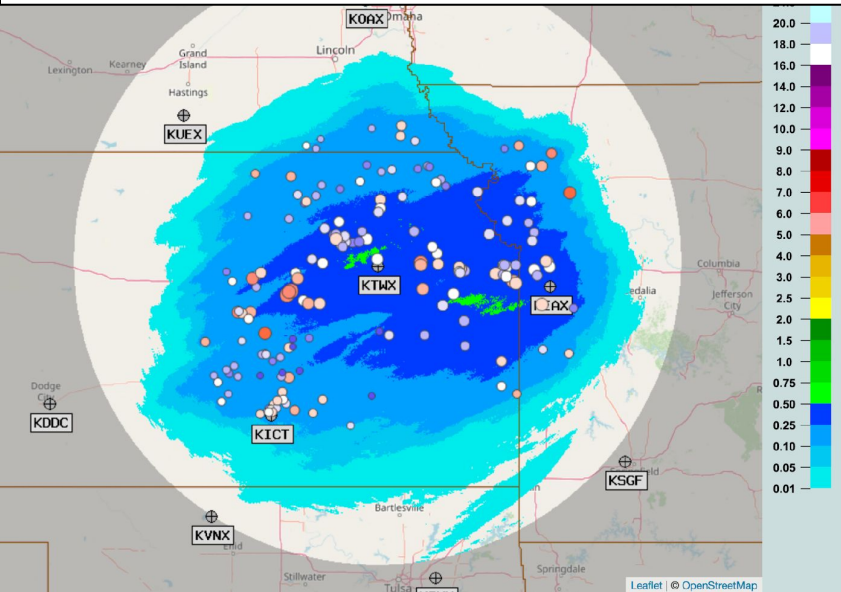 KOAX
Omaha
Lincoln
Grand
Island
Kearney
Lexington
Hastings
KUEX
KTWX
Columbia
Jefferson
City
Dodge
City
KDDC
KICT
KSGF
KVNX
Enid
Bartlesville
Stillwater
Tulsa
Springdale
Leaflet | © OpenStreetMap
20.0
18.0
16.0
14.0
12.0
10.0
9.0
8.0
7.0
6.0
5.0
4.0
3.0
2.5
2.0
1.5
1.0
0.75
0.50
0.25
0.10
0.05
0.01